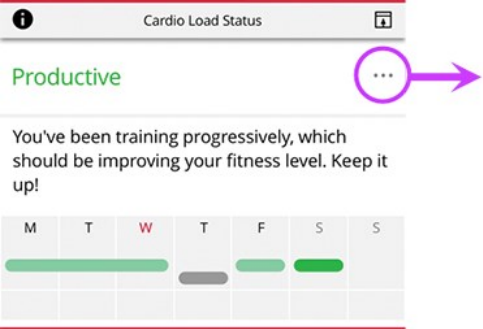 Cardio Load Status
Productive
...
You've been training progressively, which
should be improving your fitness level. Keep it
up!
M T W T F S S